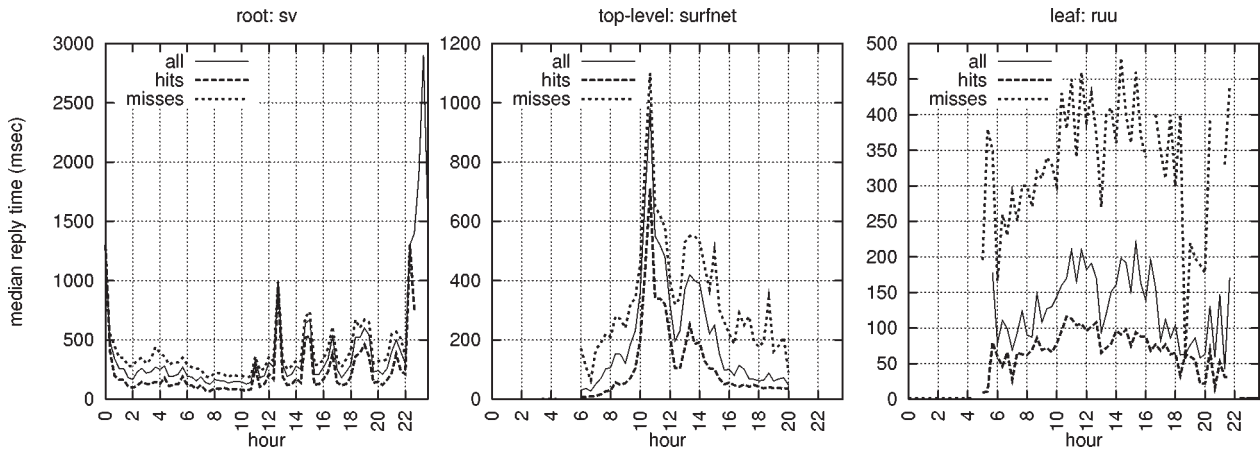 root: sv
top-level: surfnet
leaf: ruu
median reply time (msec)
3000
2500
2000
1500
1000
500
0
all
hits
misses
0 2 4 6 8 10 12 14 16 18 20 22
hour
1200
1000
800
600
400
200
0
all
hits
misses
0 2 4 6 8 10 12 14 16 18 20 22
hour
500
450
400
350
300
250
200
150
100
50
0
all
hits
misses
0 2 4 6 8 10 12 14 16 18 20 22
hour